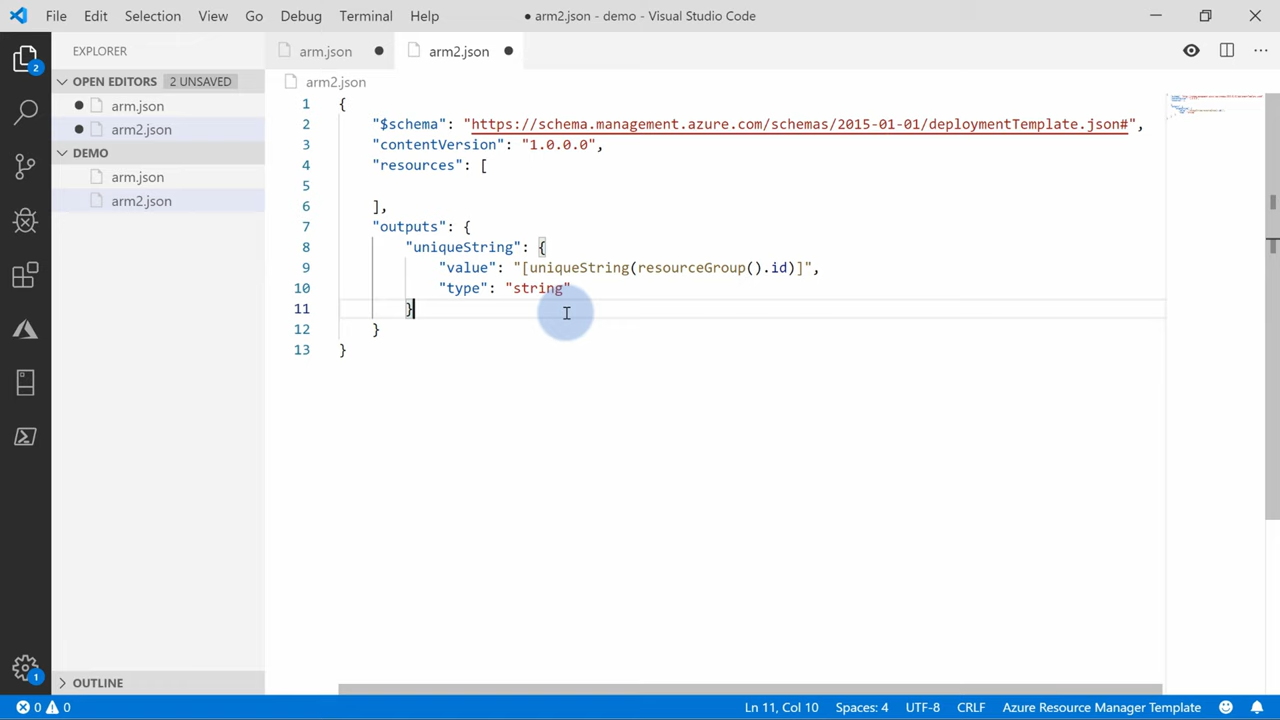 File Edit Selection View Go Debug Terminal Help
● arm2.json - demo - Visual Studio Code
EXPLORER
OPEN EDITORS 2 UNSAVED
arm.json
arm2.json
DEMO
arm.json
arm2.json
OUTLINE
2
1
arm.json ● arm2.json ●
arm2.json
1 {
2 "$schema": "https://schema.management.azure.com/schemas/2015-01-01/deploymentTemplate.json#",
3 "contentVersion": "1.0.0.0",
4 "resources": [
5
6 ],
7 "outputs": {
8 "uniqueString": {
9 "value": "[uniqueString(resourceGroup().id)]",
10 "type": "string"
11 }
12 }
13 }
0 0 Ln 11, Col 10 Spaces: 4 UTF-8 CRLF Azure Resource Manager Template